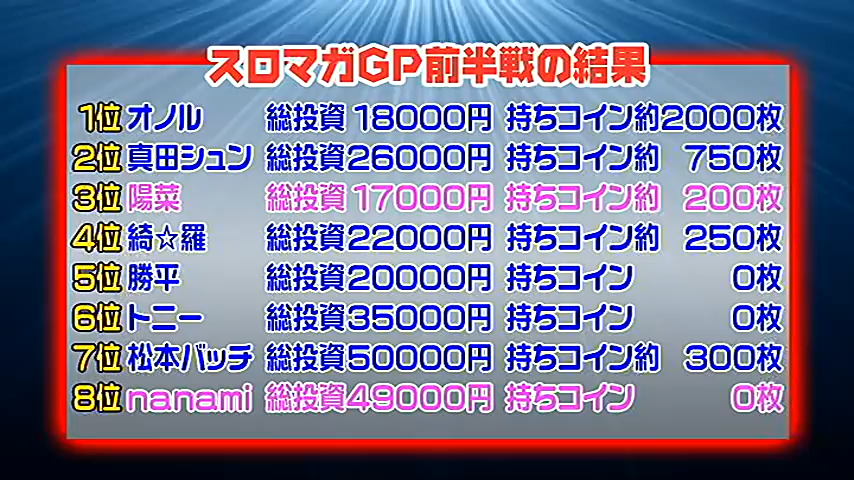 スロマガGP前半戦の結果
1位 オノル 総投資 18000円 持ちコイン約2000枚
2位 真田シュン 総投資26000円 持ちコイン約 750枚
3位 陽菜 総投資17000円 持ちコイン約 200枚
4位 綺☆羅 総投資22000円 持ちコイン約 250枚
5位 勝平 総投資20000円 持ちコイン 0枚
6位 トニー 総投資35000円 持ちコイン 0枚
7位 松本バッチ 総投資50000円 持ちコイン約 300枚
8位 nanami 総投資49000円 持ちコイン 0枚